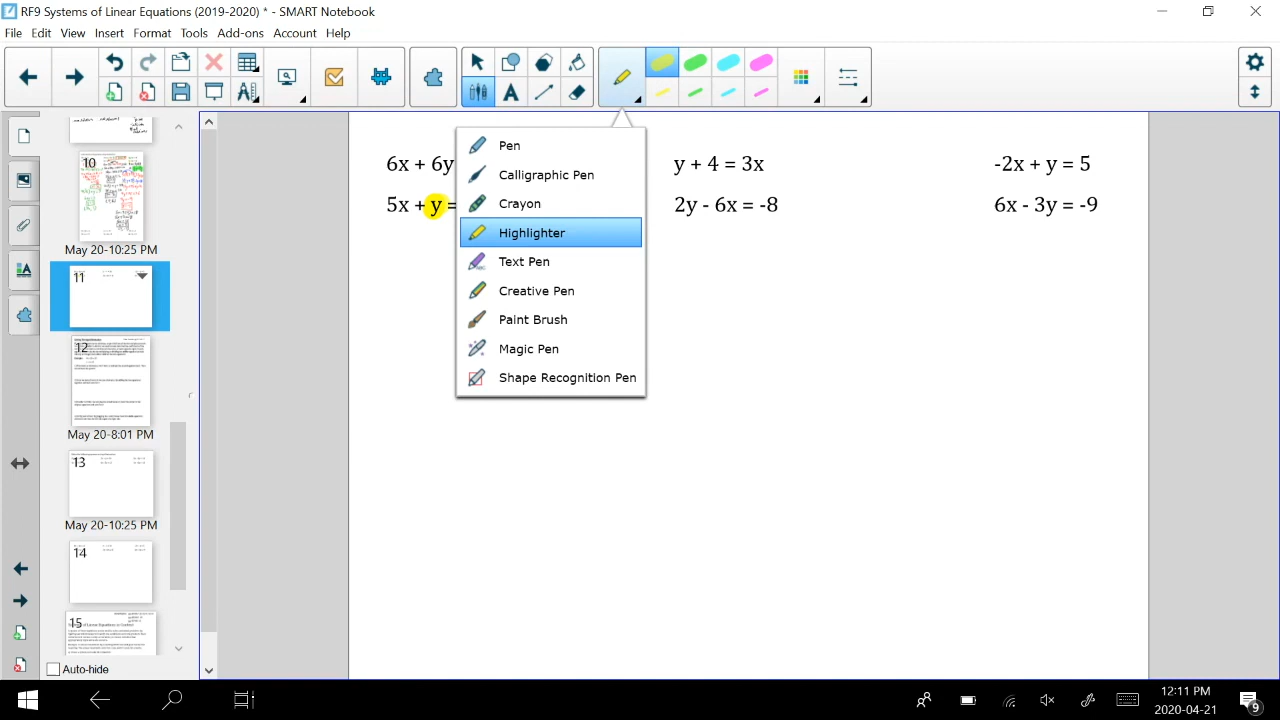 RF9 Systems of Linear Equations (2019-2020) * - SMART Notebook
File Edit View Insert Format Tools Add-ons Account Help
6x + 6y
5x + y =
y + 4 = 3x
2y - 6x = -8
-2x + y = 5
6x - 3y = -9
Pen
Calligraphic Pen
Crayon
Highlighter
Text Pen
Creative Pen
Paint Brush
Magic Pen
Shape Recognition Pen
10
May 20-10:25 PM
11
12
May 20-8:01 PM
13
May 20-10:25 PM
14
15
Auto-hide
12:11 PM
2020-04-21
9